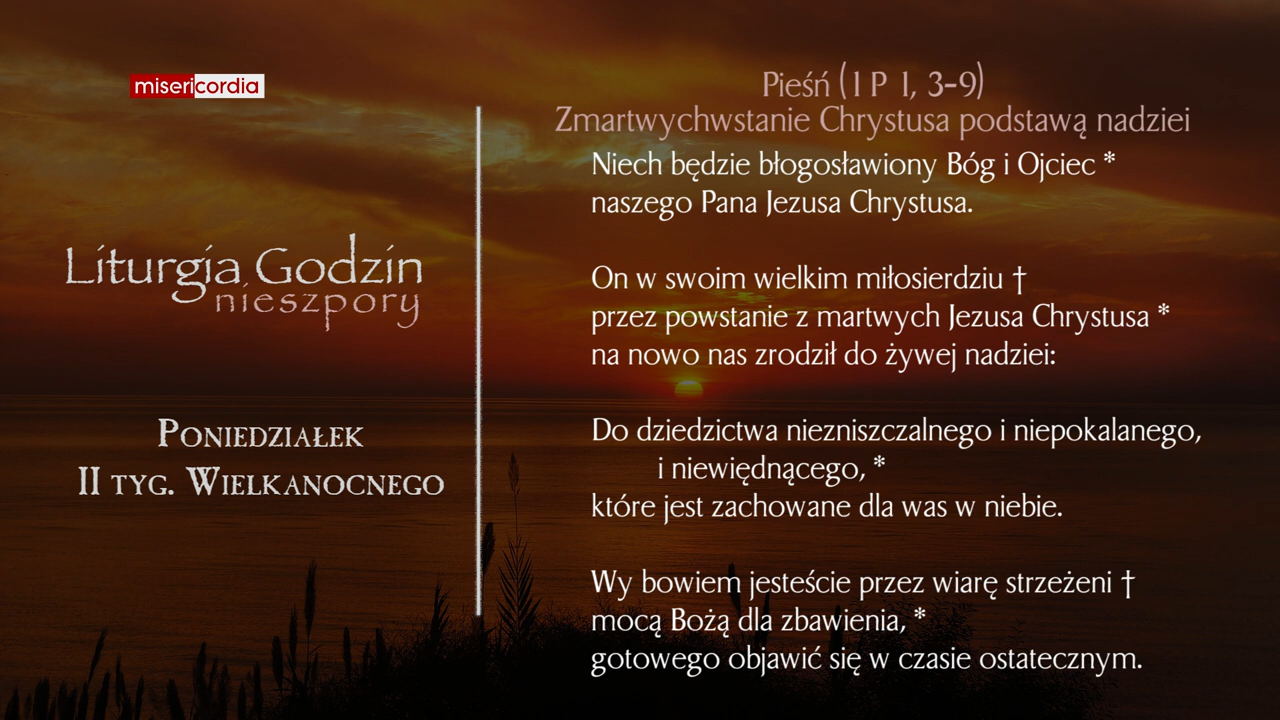 misericordia
Liturgia Godzin
nieszpory
Poniedziałek
II tyg. Wielkanocnego
Pieśń (1 P 1, 3-9)
Zmartwychwstanie Chrystusa podstawą nadziei
Niech będzie błogosławiony Bóg i Ojciec *
naszego Pana Jezusa Chrystusa.
On w swoim wielkim miłosierdziu †
przez powstanie z martwych Jezusa Chrystusa *
na nowo nas zrodził do żywej nadziei:
Do dziedzictwa niezniszczalnego i niepokalanego,
i niewiędnącego, *
które jest zachowane dla was w niebie.
Wy bowiem jesteście przez wiarę strzeżeni †
mocą Bożą dla zbawienia, *
gotowego objawić się w czasie ostatecznym.